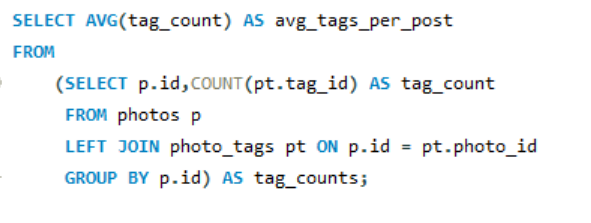 SELECT AVG(tag_count) AS avg_tags_per_post
FROM
(SELECT p.id,COUNT(pt.tag_id) AS tag_count
FROM photos p
LEFT JOIN photo_tags pt ON p.id = pt.photo_id
GROUP BY p.id) AS tag_counts;